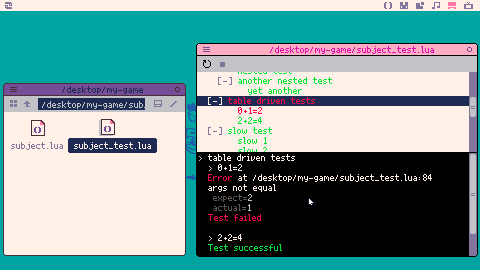 /desktop/my-game
/desktop/my-game/sub
subject.lua
subject_test.lua
/desktop/my-game/subject_test.lua
nested test
[-] another nested test
yet another
[-] table driven tests
0+1=2
2+2=4
[-] slow test
slow 1
slow 2
> table driven tests
> 0+1=2
Error at /desktop/my-game/subject_test.lua:84
args not equal
expect=2
actual=1
Test failed
> 2+2=4
Test successful